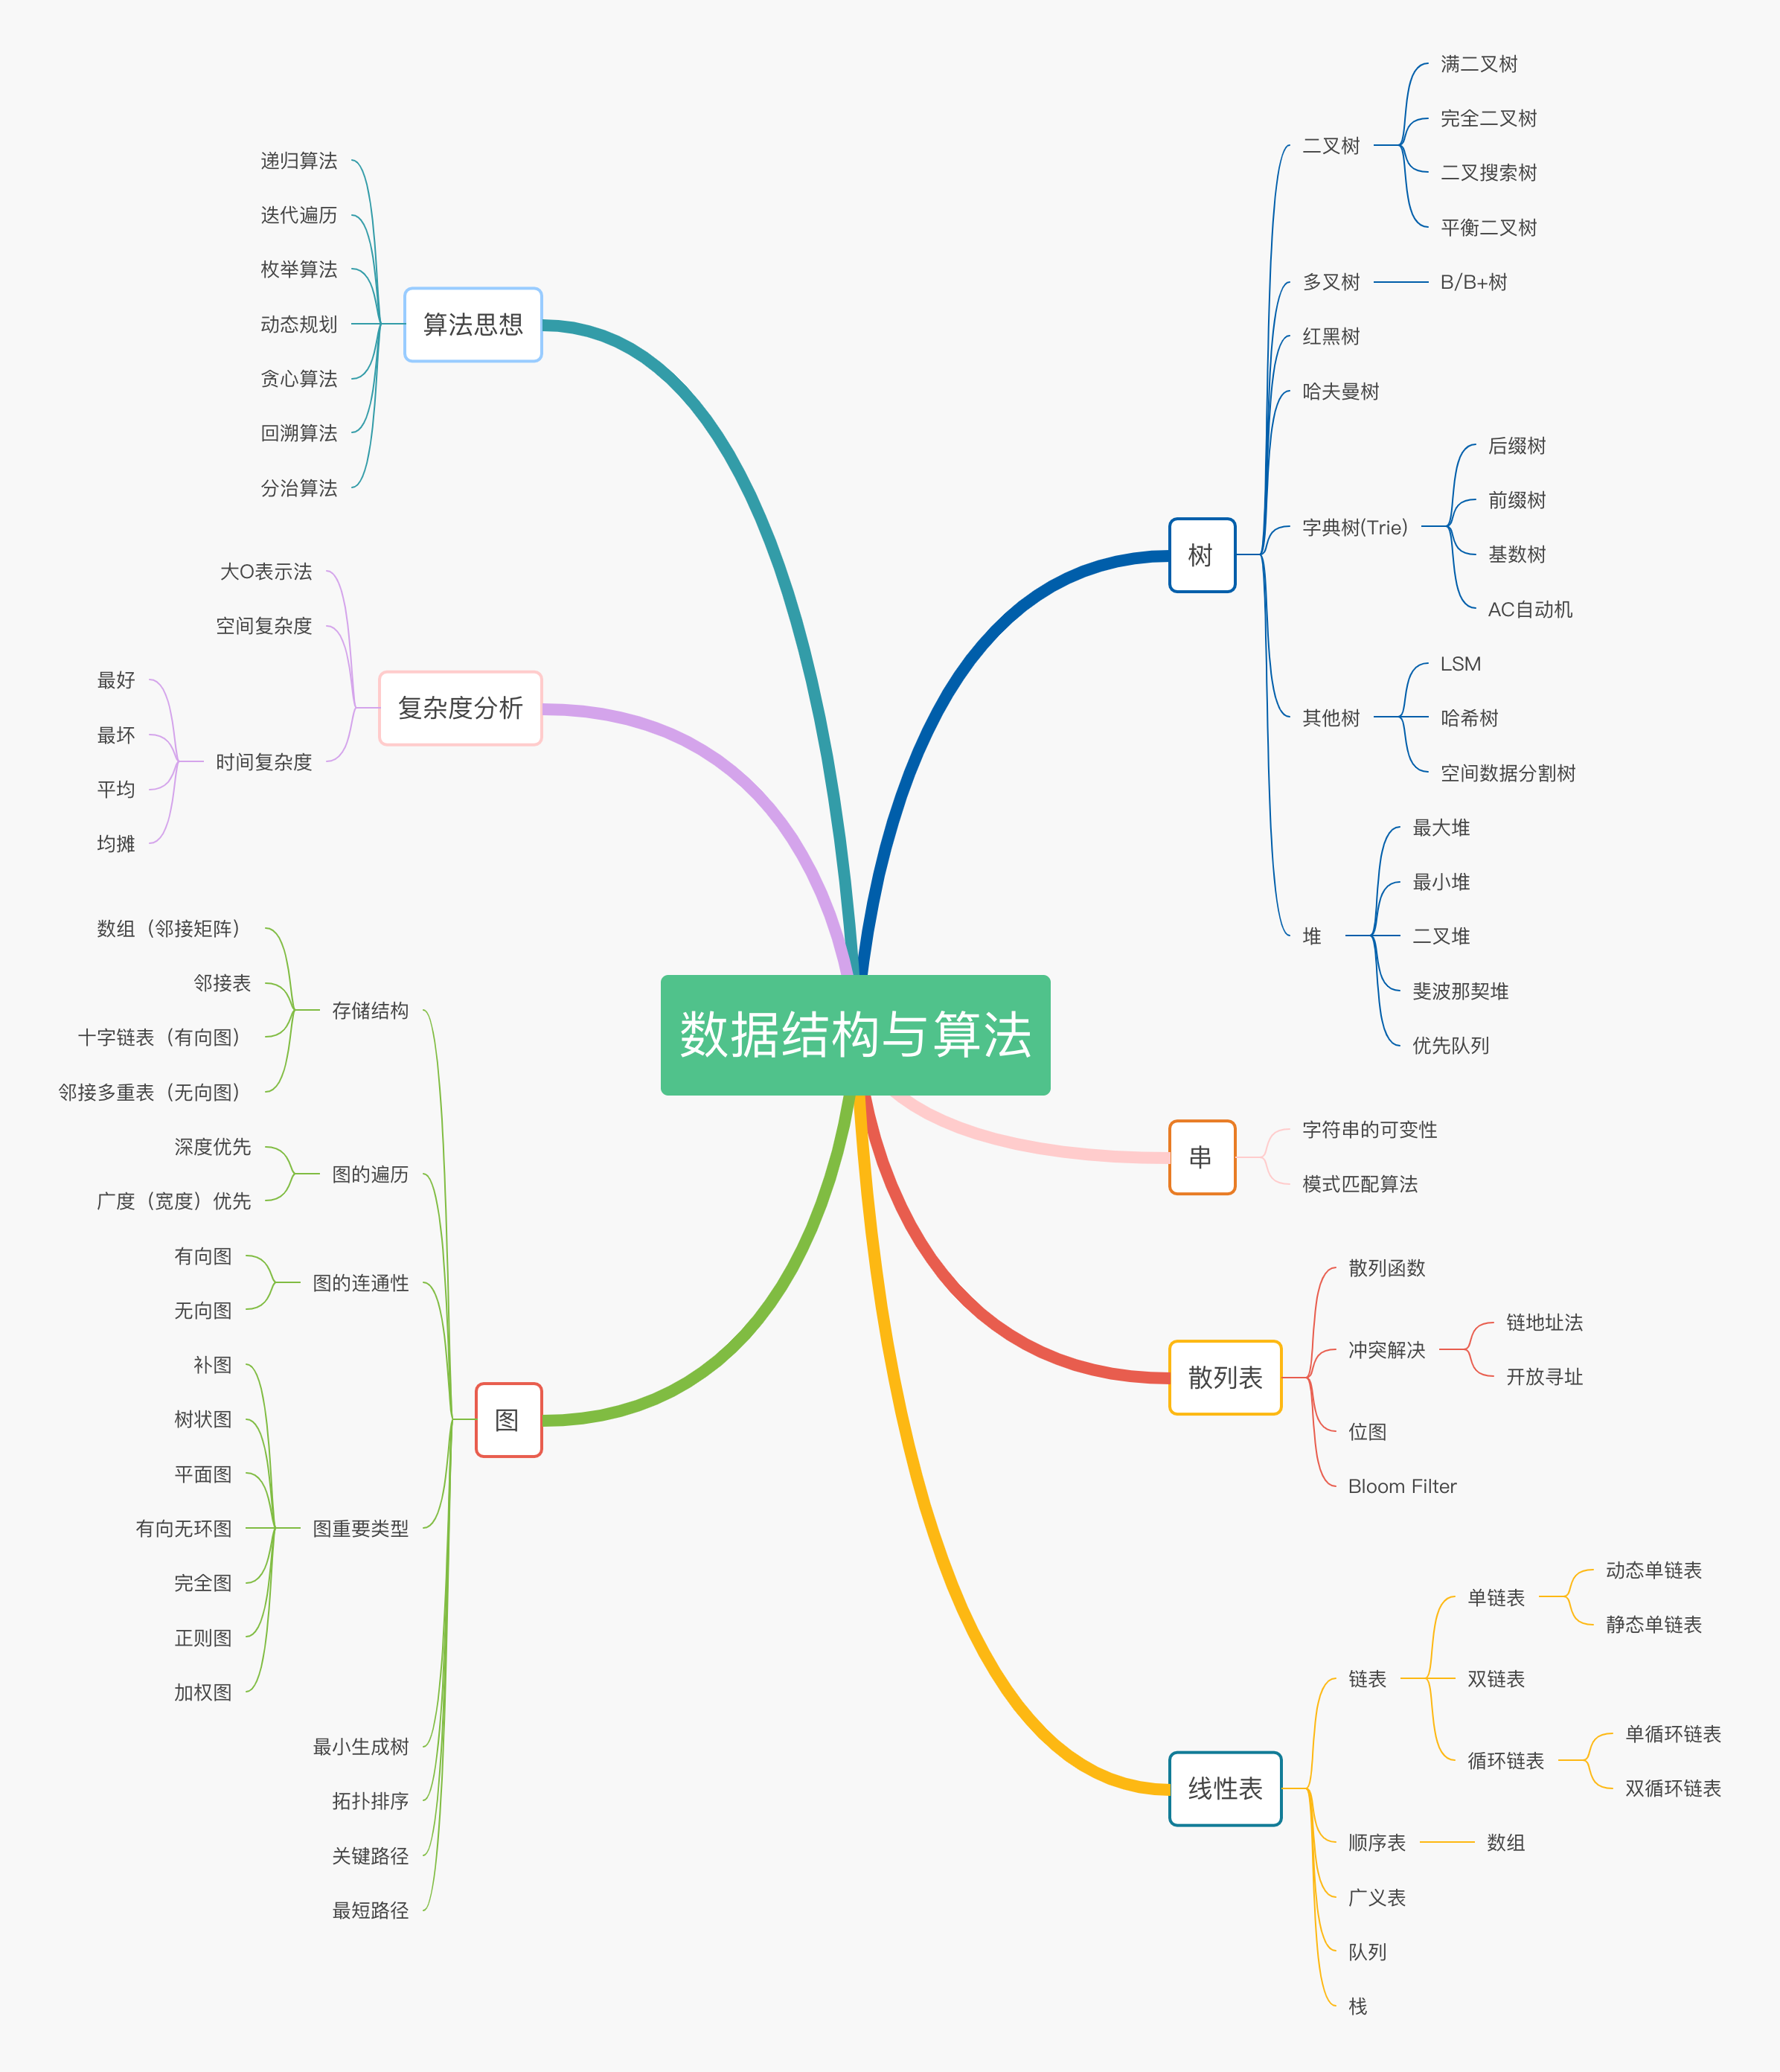 数据结构与算法
树
二叉树
满二叉树
完全二叉树
二叉搜索树
平衡二叉树
多叉树
B/B+树
红黑树
哈夫曼树
字典树(Trie)
后缀树
前缀树
基数树
AC自动机
其他树
LSM
哈希树
空间数据分割树
堆
最大堆
最小堆
二叉堆
斐波那契堆
优先队列
串
字符串的可变性
模式匹配算法
散列表
散列函数
冲突解决
链地址法
开放寻址
位图
Bloom Filter
线性表
链表
单链表
动态单链表
静态单链表
双链表
循环链表
单循环链表
双循环链表
顺序表
数组
广义表
队列
栈
算法思想
递归算法
迭代遍历
枚举算法
动态规划
贪心算法
回溯算法
分治算法
复杂度分析
大O表示法
空间复杂度
时间复杂度
最好
最坏
平均
均摊
图
存储结构
数组（邻接矩阵）
邻接表
十字链表（有向图）
邻接多重表（无向图）
图的遍历
深度优先
广度（宽度）优先
图的连通性
有向图
无向图
图重要类型
补图
树状图
平面图
有向无环图
完全图
正则图
加权图
最小生成树
拓扑排序
关键路径
最短路径